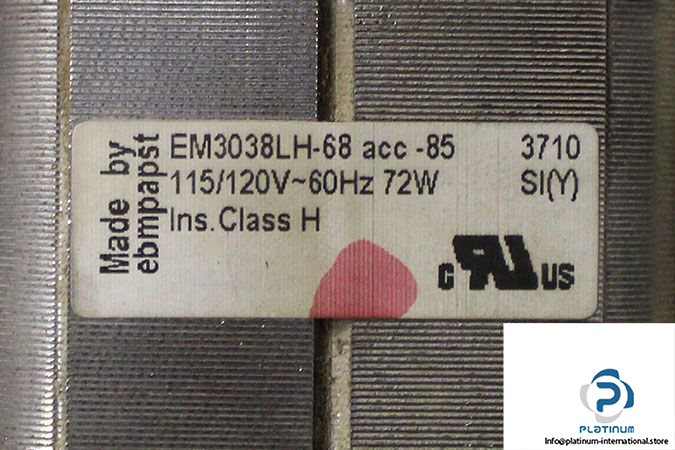 Made by
ebmpapst
EM3038LH-68 acc -85 3710
115/120V~60Hz 72W SI(Y)
Ins. Class H
c RU US
PLATINUM
Info@platinum-international.store